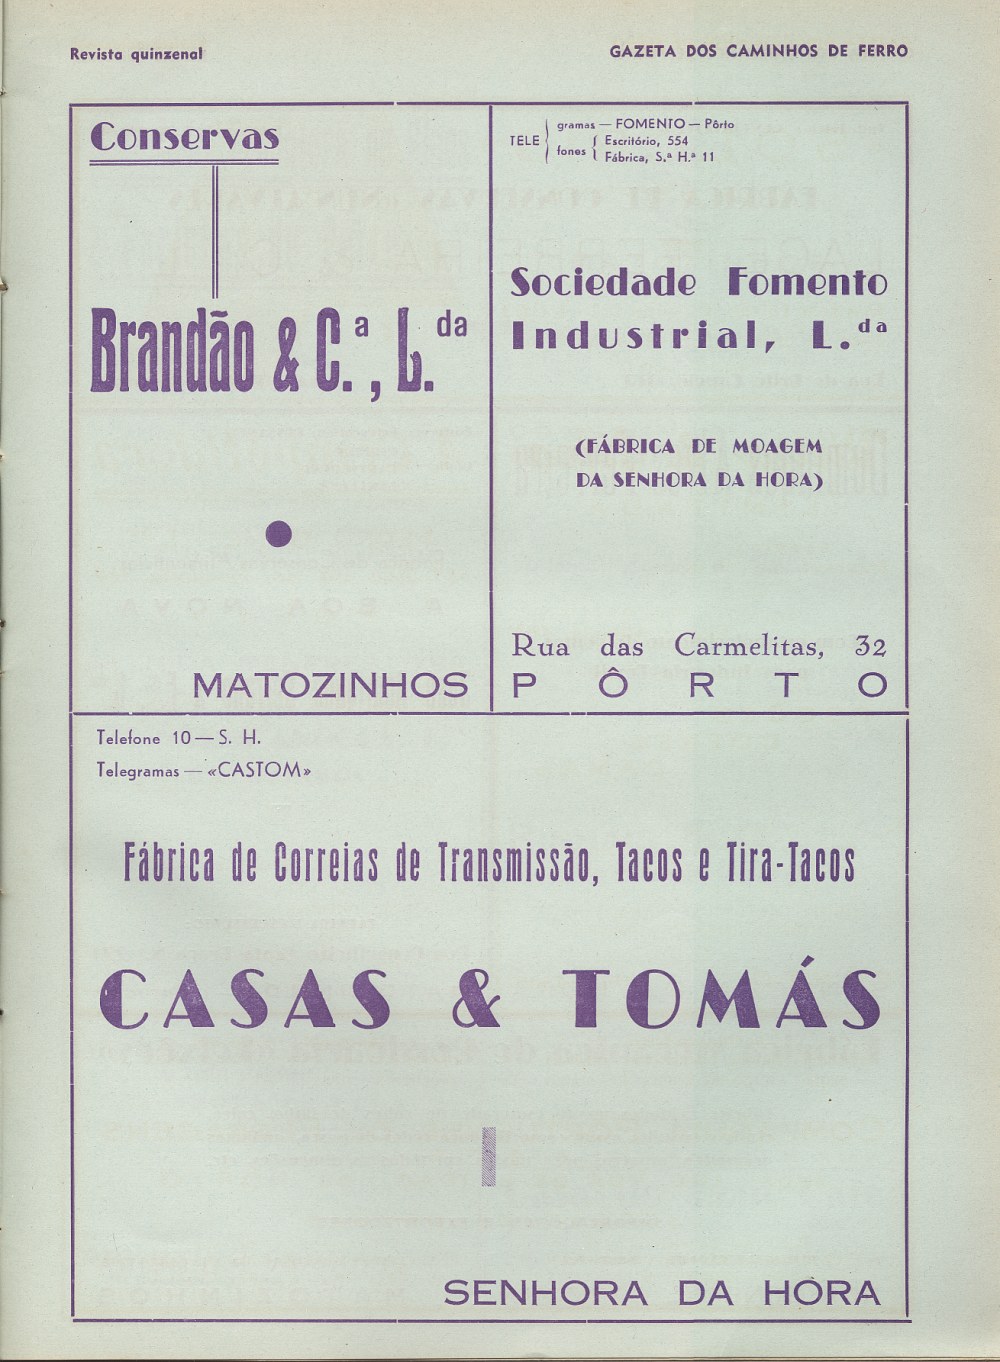 Revista quinzenal
GAZETA DOS CAMINHOS DE FERRO
Conservas
Brandão & C.ª, L.da
MATOZINHOS
TELE
gramas — FOMENTO — Pôrto
fones
Escritório, 554
Fábrica, S.ª H.ª 11
Sociedade Fomento
Industrial, L.da
(FÁBRICA DE MOAGEM
DA SENHORA DA HORA)
Rua das Carmelitas, 32
PÔRTO
Telefone 10 — S. H.
Telegramas — «CASTOM»
Fábrica de Correias de Transmissão, Tacos e Tira-Tacos
CASAS & TOMÁS
SENHORA DA HORA